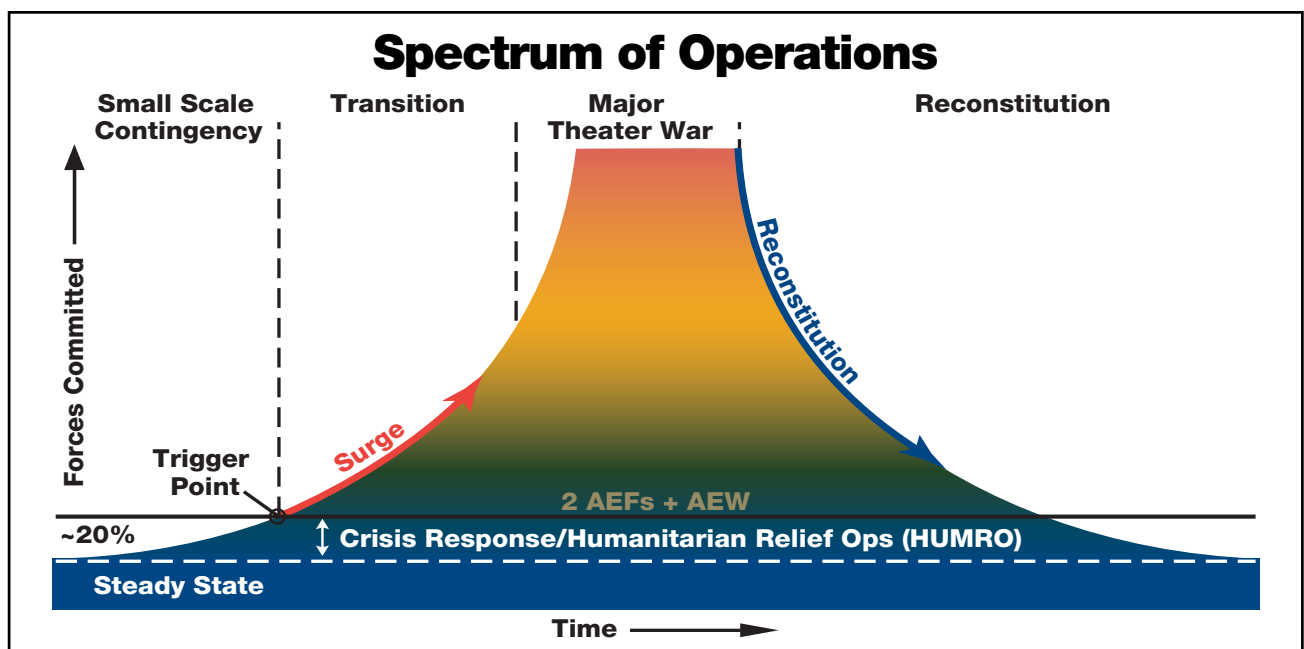 Spectrum of Operations
Small Scale
Contingency
Transition
Major
Theater War
Reconstitution
Forces Committed
Trigger
Point
Surge
Reconstitution
2 AEFs + AEW
~20%
Crisis Response/Humanitarian Relief Ops (HUMRO)
Steady State
Time